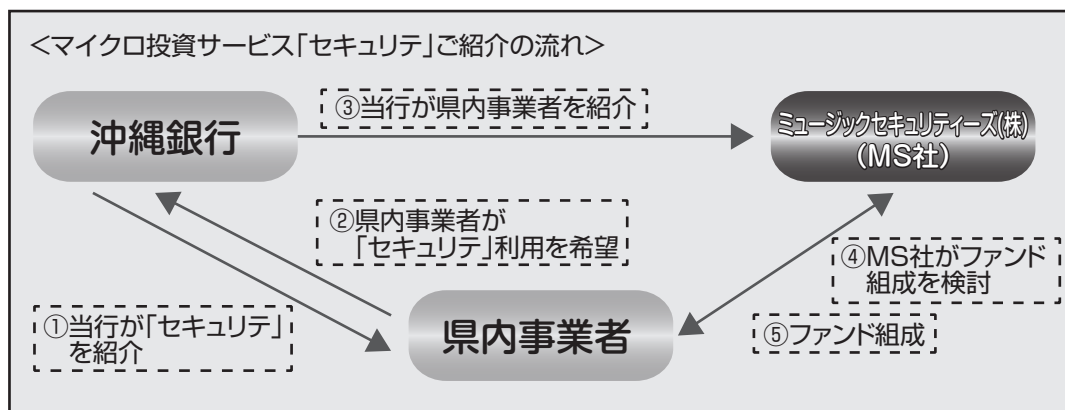 <マイクロ投資サービス「セキュリテ」ご紹介の流れ>
沖縄銀行
③当行が県内事業者を紹介
ミュージックセキュリティーズ(株)
(MS社)
②県内事業者が
「セキュリテ」利用を希望
④MS社がファンド
組成を検討
①当行が「セキュリテ」
を紹介
県内事業者
⑤ファンド組成